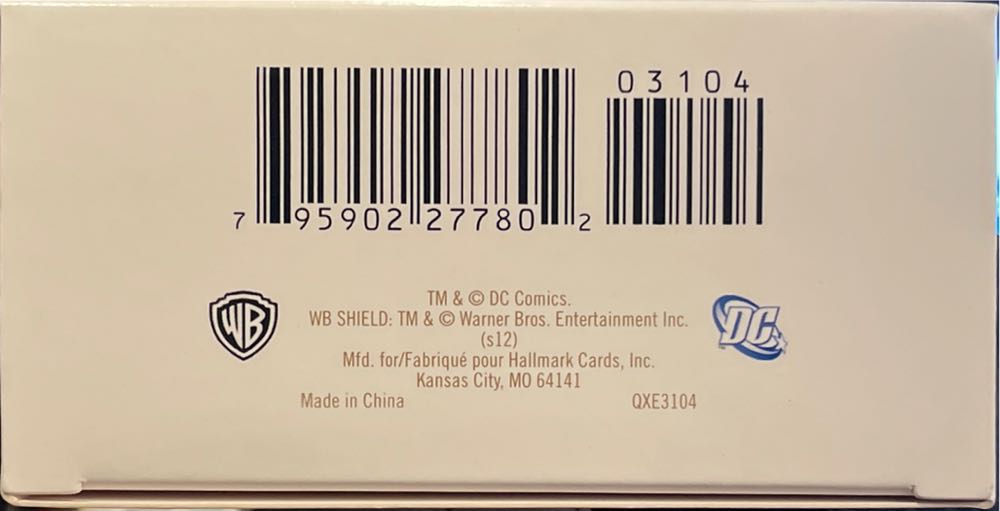 03104
7 95902 27780 2
WB
TM & © DC Comics.
WB SHIELD: TM & © Warner Bros. Entertainment Inc.
(s12)
Mfd. for/Fabriqué pour Hallmark Cards, Inc.
Kansas City, MO 64141
Made in China QXE3104
DC
TM